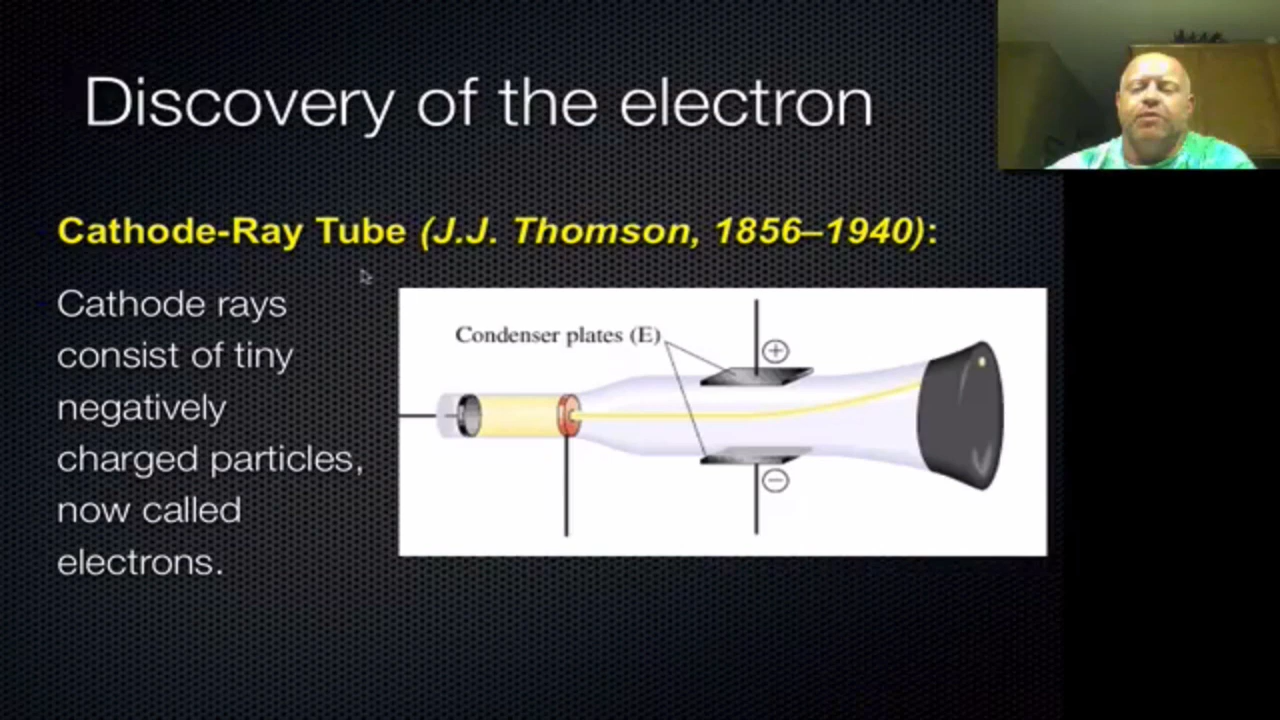 Discovery of the electron
Cathode-Ray Tube (J.J. Thomson, 1856–1940):
Cathode rays
consist of tiny
negatively
charged particles,
now called
electrons.
Condenser plates (E)
+
−